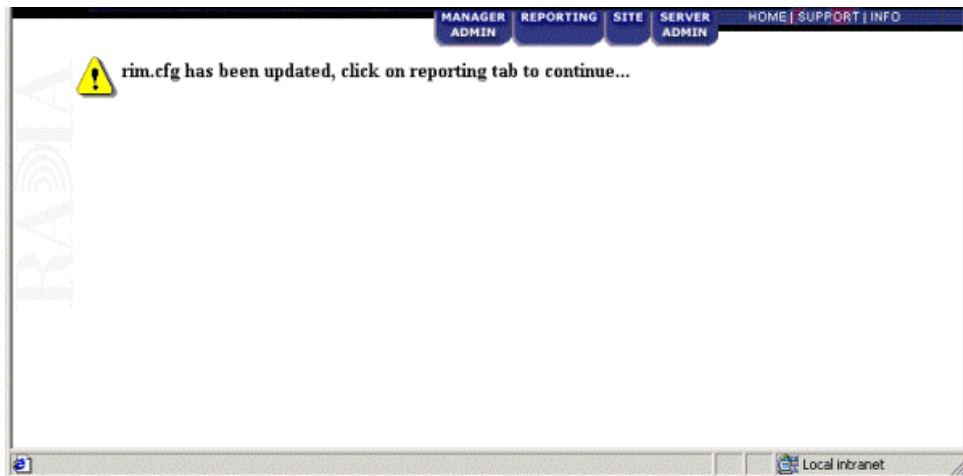 MANAGER ADMIN
REPORTING
SITE
SERVER ADMIN
HOME | SUPPORT | INFO
rim.cfg has been updated, click on reporting tab to continue...
RADIA
Local intranet